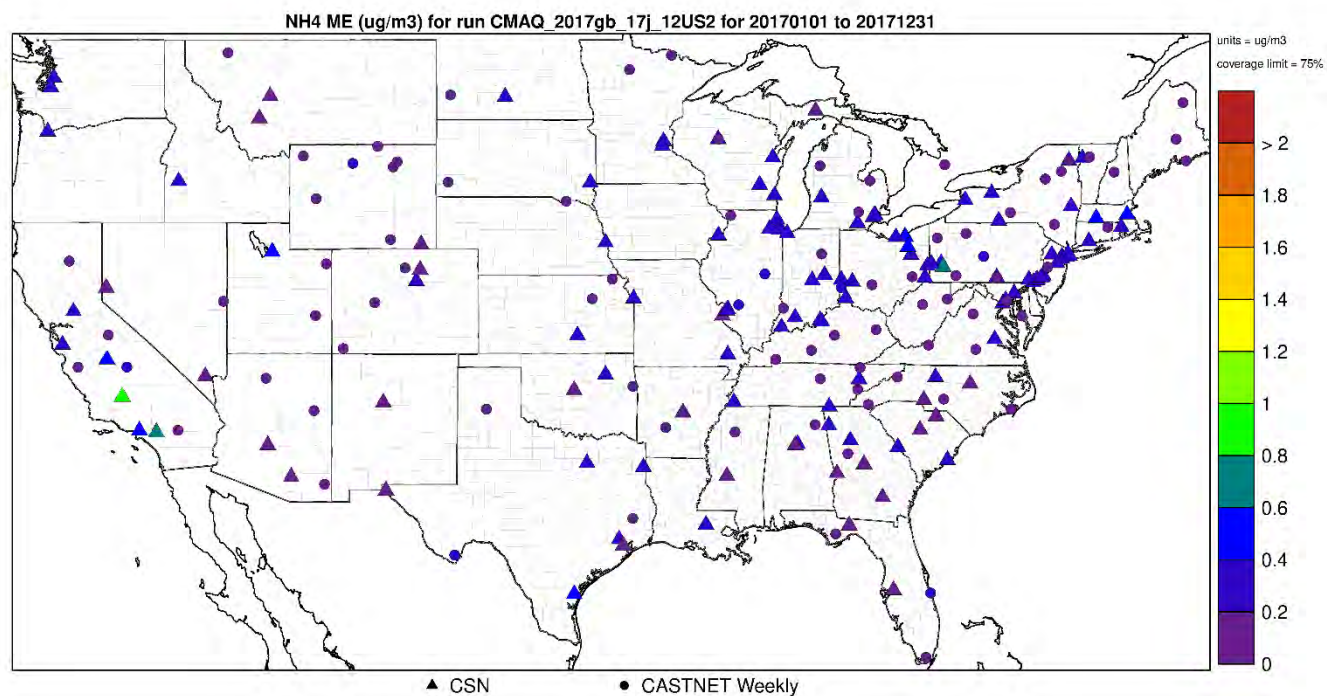 NH4 ME (ug/m3) for run CMAQ_2017gb_17j_12US2 for 20170101 to 20171231
units = ug/m3
coverage limit = 75%
> 2
1.8
1.6
1.4
1.2
1
0.8
0.6
0.4
0.2
0
CSN
CASTNET Weekly